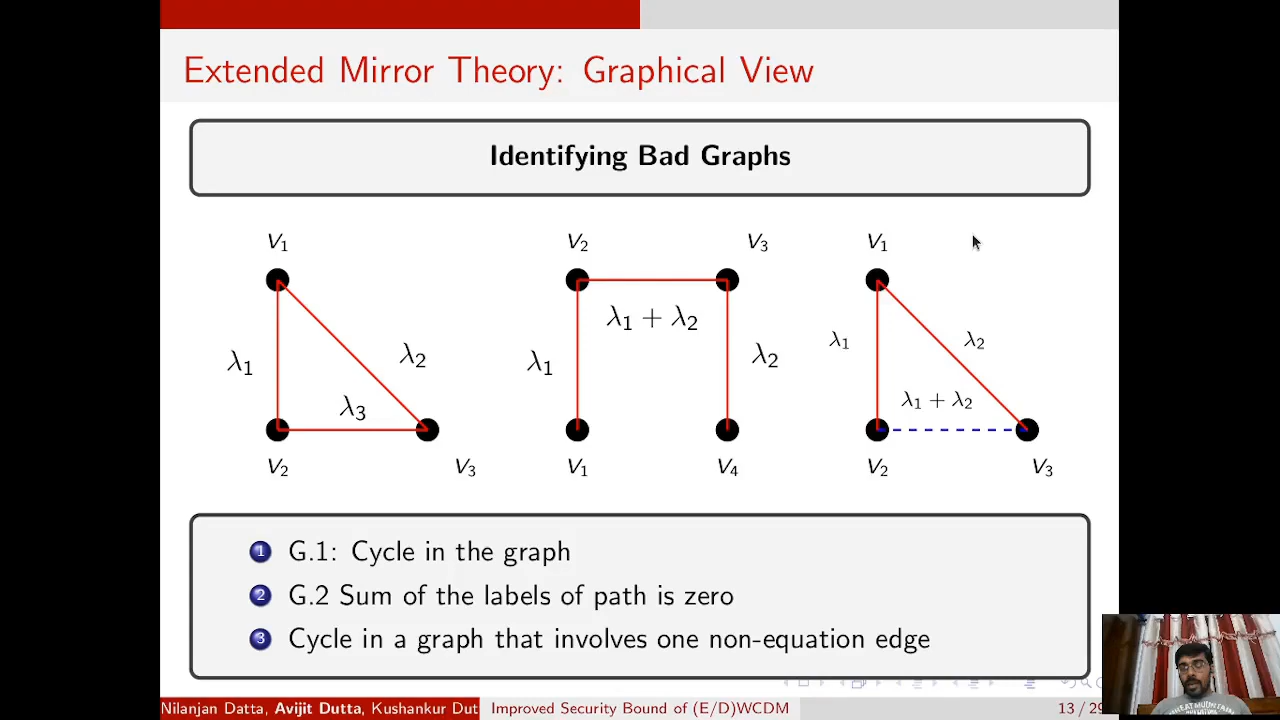 Extended Mirror Theory: Graphical View
Identifying Bad Graphs
V1 V2 V3 V1
λ1 λ2 λ3
λ1 λ1 + λ2 λ2
λ1 λ2 λ1 + λ2
V2 V3 V1 V4 V2 V3
1 G.1: Cycle in the graph
2 G.2 Sum of the labels of path is zero
3 Cycle in a graph that involves one non-equation edge
Nilanjan Datta, Avijit Dutta, Kushankur Dut Improved Security Bound of (E/D)WCDM 13 / 29